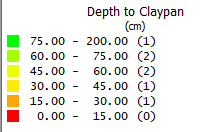 Depth to Claypan
(cm)
75.00 - 200.00 (1)
60.00 - 75.00 (2)
45.00 - 60.00 (2)
30.00 - 45.00 (1)
15.00 - 30.00 (1)
0.00 - 15.00 (0)